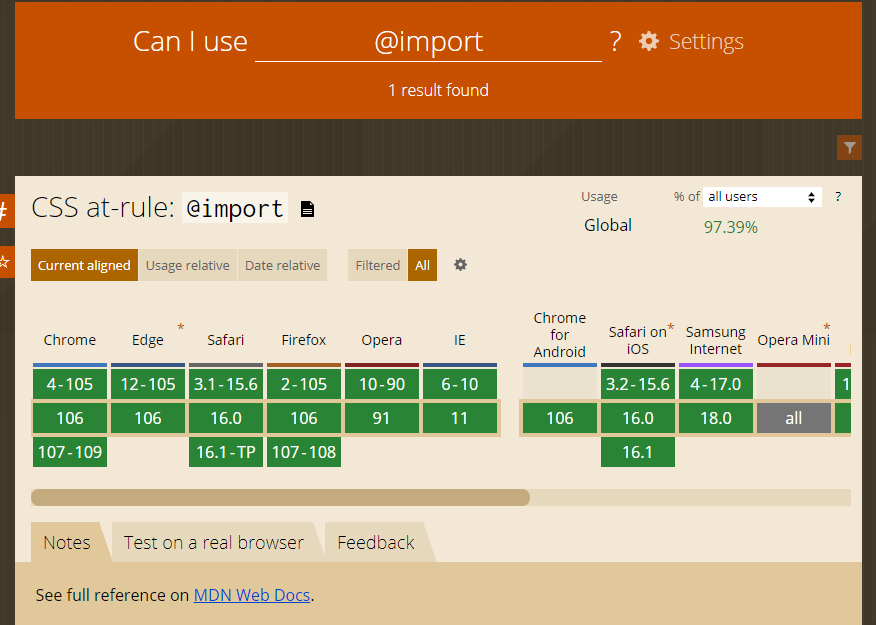 Can I use @import ? Settings
1 result found
#
CSS at-rule: @import
Usage % of all users ?
Global 97.39%
Current aligned Usage relative Date relative Filtered All
Chrome Edge * Safari Firefox Opera IE Chrome for Android Safari on iOS * Samsung Internet Opera Mini *
4-105 12-105 3.1-15.6 2-105 10-90 6-10 3.2-15.6 4-17.0
106 106 16.0 106 91 11 106 16.0 18.0 all
107-109 16.1-TP 107-108 16.1
Notes Test on a real browser Feedback
See full reference on MDN Web Docs.